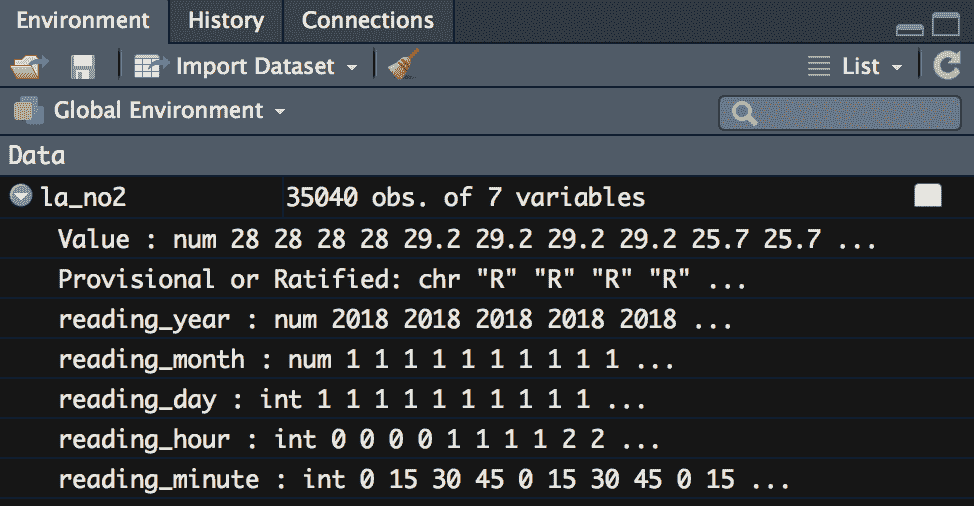 Environment History Connections
Import Dataset List
Global Environment
Data
la_no2 35040 obs. of 7 variables
Value : num 28 28 28 28 29.2 29.2 29.2 29.2 25.7 25.7 ...
Provisional or Ratified: chr "R" "R" "R" "R" ...
reading_year : num 2018 2018 2018 2018 2018 ...
reading_month : num 1 1 1 1 1 1 1 1 1 1 ...
reading_day : int 1 1 1 1 1 1 1 1 1 1 ...
reading_hour : int 0 0 0 0 1 1 1 1 2 2 ...
reading_minute : int 0 15 30 45 0 15 30 45 0 15 ...